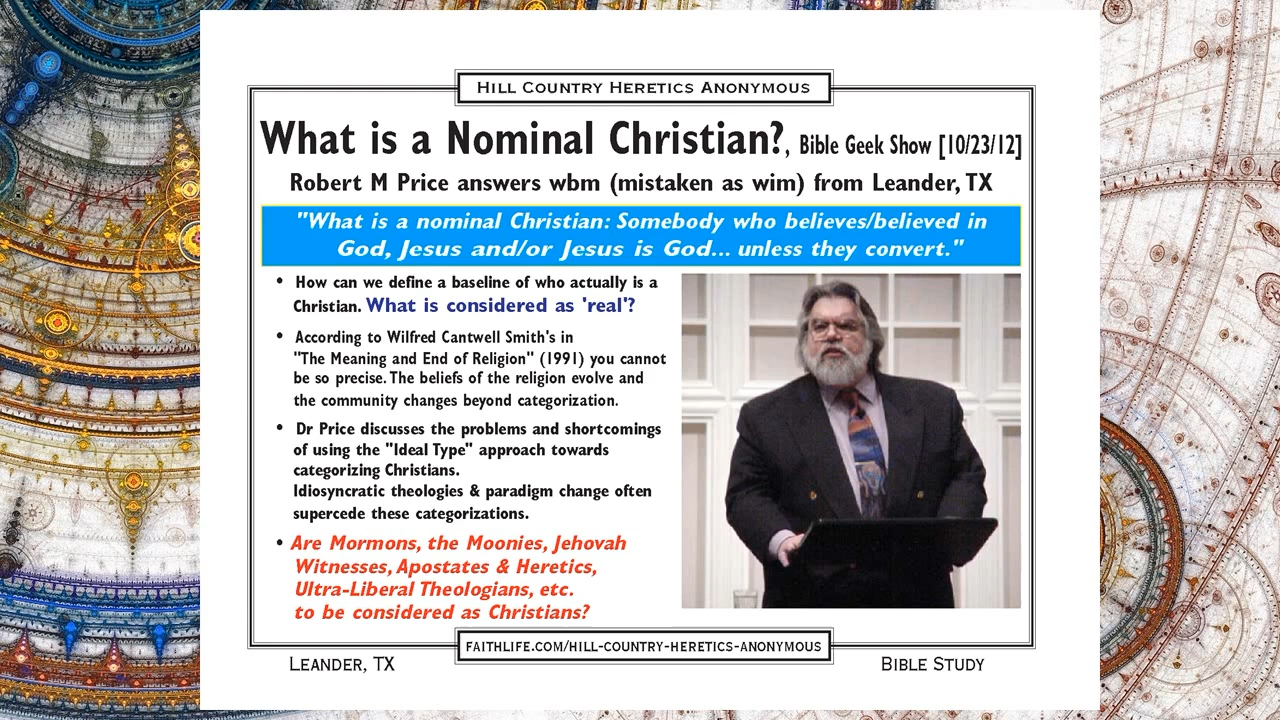 HILL COUNTRY HERETICS ANONYMOUS
What is a Nominal Christian?, Bible Geek Show [10/23/12]
Robert M Price answers wbm (mistaken as wim) from Leander, TX
"What is a nominal Christian: Somebody who believes/believed in
God, Jesus and/or Jesus is God... unless they convert."
• How can we define a baseline of who actually is a
Christian. What is considered as 'real'?
• According to Wilfred Cantwell Smith's in
"The Meaning and End of Religion" (1991) you cannot
be so precise. The beliefs of the religion evolve and
the community changes beyond categorization.
• Dr Price discusses the problems and shortcomings
of using the "Ideal Type" approach towards
categorizing Christians.
Idiosyncratic theologies & paradigm change often
supercede these categorizations.
• Are Mormons, the Moonies, Jehovah
Witnesses, Apostates & Heretics,
Ultra-Liberal Theologians, etc.
to be considered as Christians?
FAITHLIFE.COM/HILL-COUNTRY-HERETICS-ANONYMOUS
LEANDER, TX
BIBLE STUDY